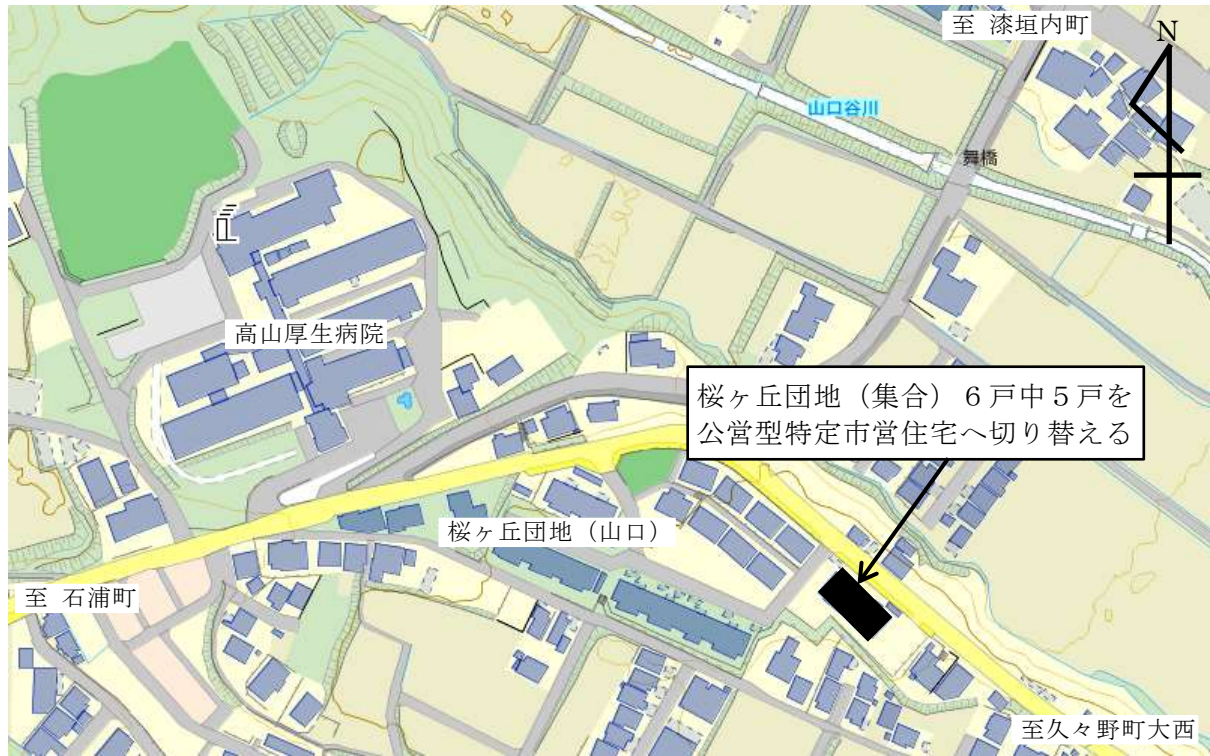 至 漆垣内町
N
山口谷川
舞橋
高山厚生病院
桜ヶ丘団地（集合）６戸中５戸を
公営型特定市営住宅へ切り替える
桜ヶ丘団地（山口）
至 石浦町
至久々野町大西